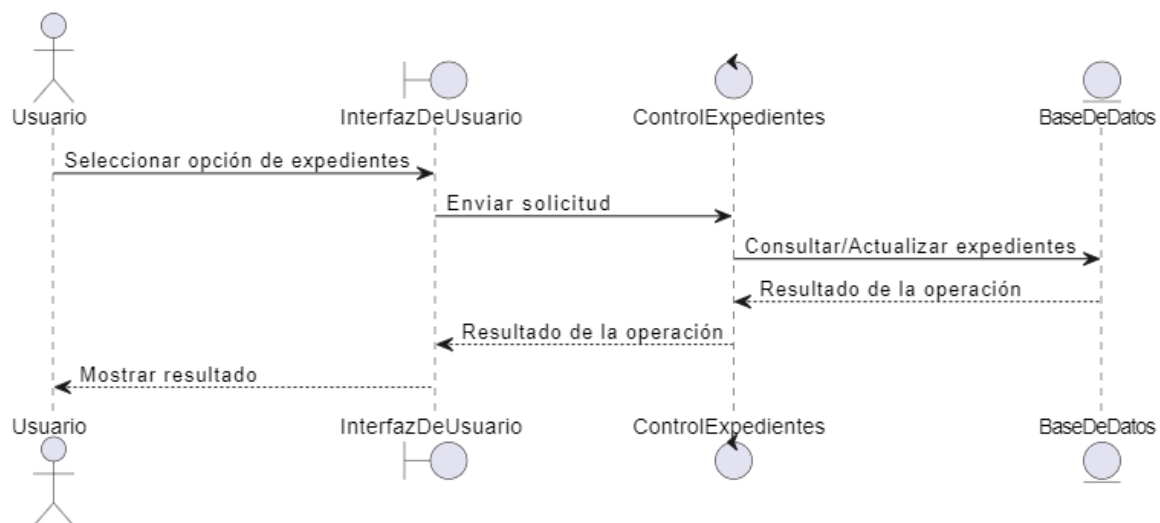 Usuario
InterfazDeUsuario
ControlExpedientes
BaseDeDatos
Seleccionar opción de expedientes
Enviar solicitud
Consultar/Actualizar expedientes
Resultado de la operación
Resultado de la operación
Mostrar resultado
Usuario
InterfazDeUsuario
ControlExpedientes
BaseDeDatos